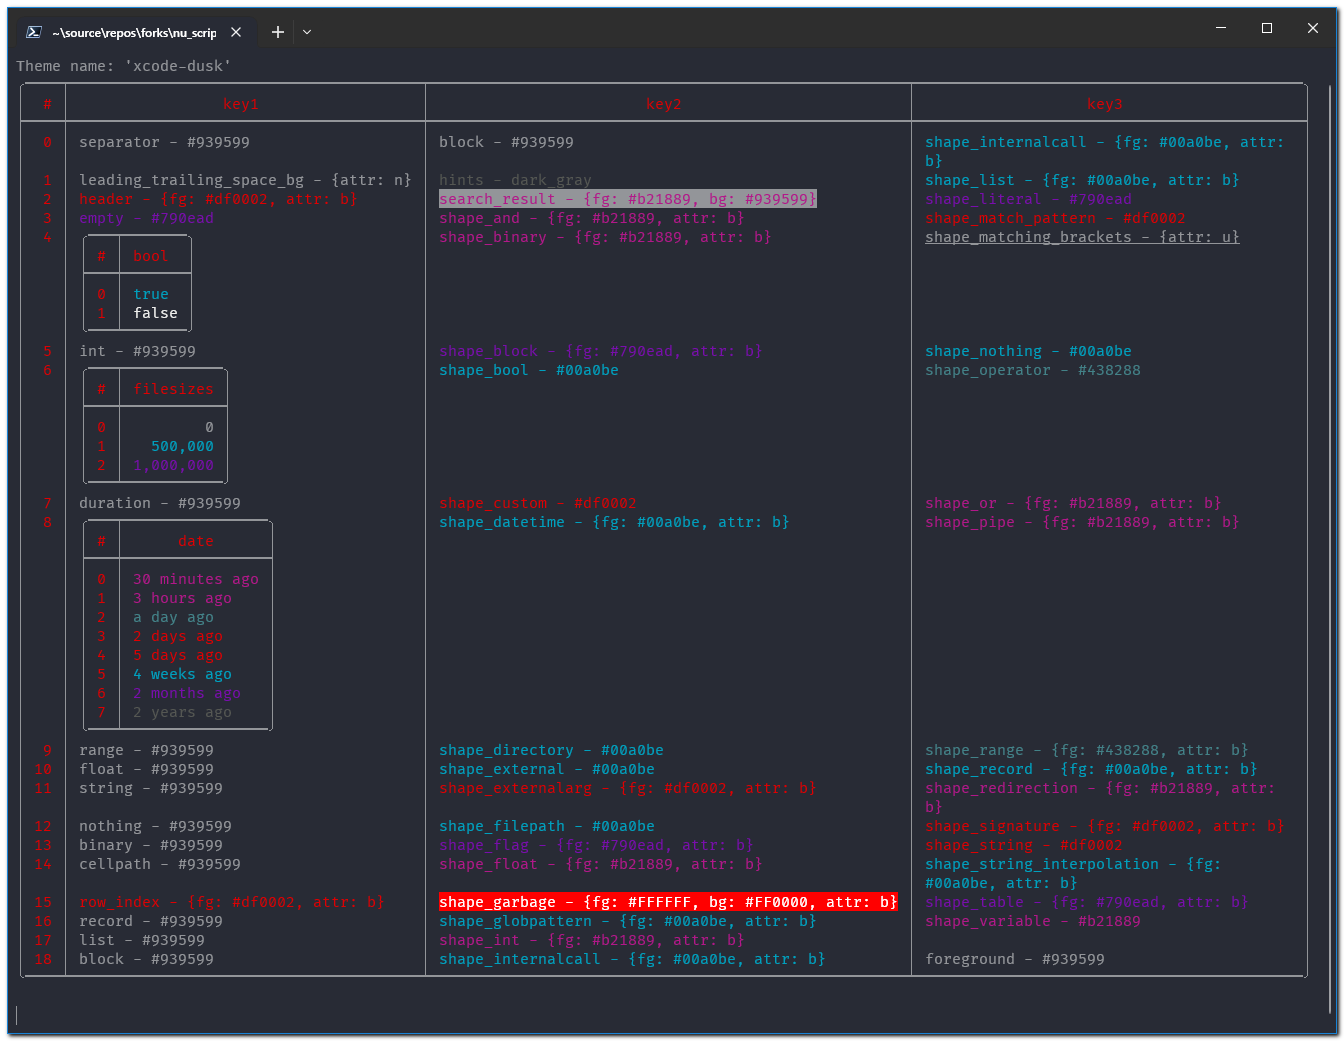 ~\source\repos\forks\nu_scrip
Theme name: 'xcode-dusk'
# key1 key2 key3
0 separator - #939599 block - #939599 shape_internalcall - {fg: #00a0be, attr:
b}
1 leading_trailing_space_bg - {attr: n} hints - dark_gray shape_list - {fg: #00a0be, attr: b}
2 header - {fg: #df0002, attr: b} search_result - {fg: #b21889, bg: #939599} shape_literal - #790ead
3 empty - #790ead shape_and - {fg: #b21889, attr: b} shape_match_pattern - #df0002
4 shape_binary - {fg: #b21889, attr: b} shape_matching_brackets - {attr: u}
# bool
0 true
1 false
5 int - #939599 shape_block - {fg: #790ead, attr: b} shape_nothing - #00a0be
6 shape_bool - #00a0be shape_operator - #438288
# filesizes
0 0
1 500,000
2 1,000,000
7 duration - #939599 shape_custom - #df0002 shape_or - {fg: #b21889, attr: b}
8 shape_datetime - {fg: #00a0be, attr: b} shape_pipe - {fg: #b21889, attr: b}
# date
0 30 minutes ago
1 3 hours ago
2 a day ago
3 2 days ago
4 5 days ago
5 4 weeks ago
6 2 months ago
7 2 years ago
9 range - #939599 shape_directory - #00a0be shape_range - {fg: #438288, attr: b}
10 float - #939599 shape_external - #00a0be shape_record - {fg: #00a0be, attr: b}
11 string - #939599 shape_externalarg - {fg: #df0002, attr: b} shape_redirection - {fg: #b21889, attr:
b}
12 nothing - #939599 shape_filepath - #00a0be shape_signature - {fg: #df0002, attr: b}
13 binary - #939599 shape_flag - {fg: #790ead, attr: b} shape_string - #df0002
14 cellpath - #939599 shape_float - {fg: #b21889, attr: b} shape_string_interpolation - {fg:
#00a0be, attr: b}
15 row_index - {fg: #df0002, attr: b} shape_garbage - {fg: #FFFFFF, bg: #FF0000, attr: b} shape_table - {fg: #790ead, attr: b}
16 record - #939599 shape_globpattern - {fg: #00a0be, attr: b} shape_variable - #b21889
17 list - #939599 shape_int - {fg: #b21889, attr: b}
18 block - #939599 shape_internalcall - {fg: #00a0be, attr: b} foreground - #939599